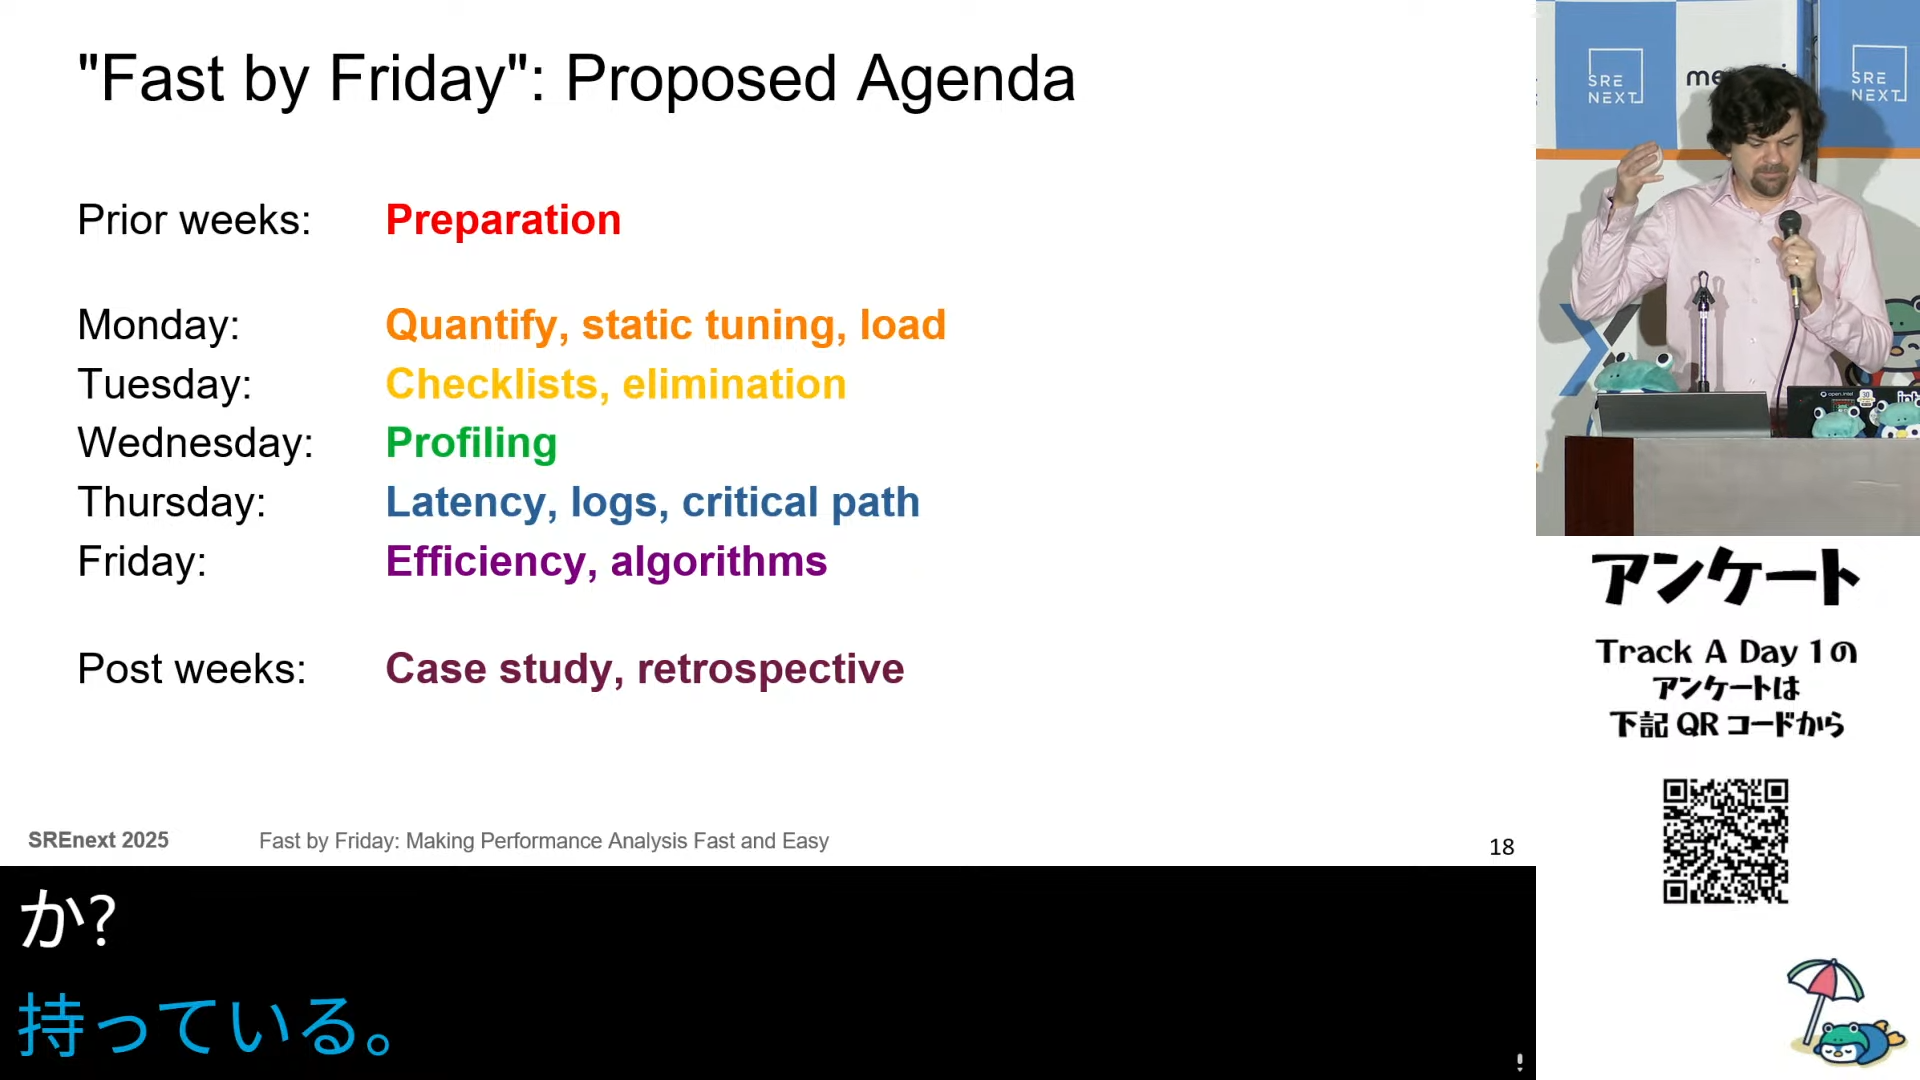 "Fast by Friday": Proposed Agenda
Prior weeks: Preparation
Monday: Quantify, static tuning, load
Tuesday: Checklists, elimination
Wednesday: Profiling
Thursday: Latency, logs, critical path
Friday: Efficiency, algorithms
Post weeks: Case study, retrospective
SREnext 2025 Fast by Friday: Making Performance Analysis Fast and Easy 18
か?
持っている。
SRE
NEXT
me
SRE
NEXT
アンケート
Track A Day 1の
アンケートは
下記 QR コードから